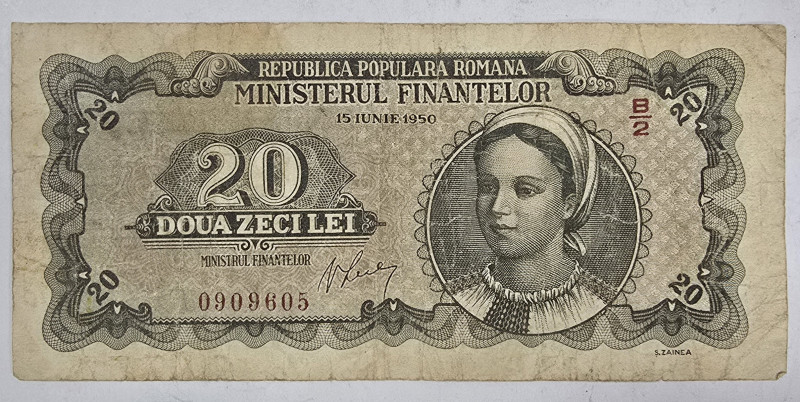 REPUBLICA POPULARA ROMANA
MINISTERUL FINANTELOR
15 IUNIE 1950
B/2
20
20
20
DOUA ZECI LEI
MINISTRUL FINANTELOR
0909605
20
20
S. ZAINEA